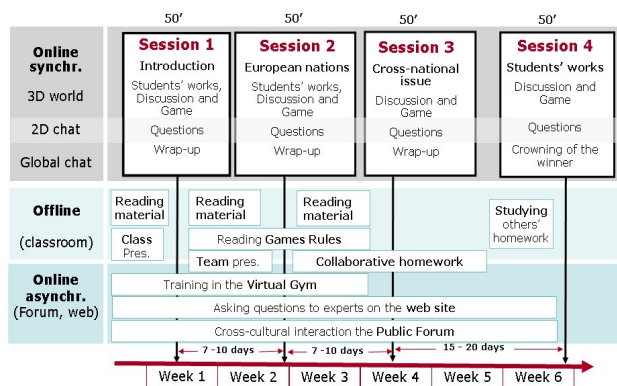 50’ 50’ 50’ 50’
Online
synchr.
3D world
2D chat
Global chat
Session 1
Introduction
Students’ works,
Discussion and
Game
Questions
Wrap-up
Session 2
European nations
Students’ works,
Discussion and
Game
Questions
Wrap-up
Session 3
Cross-national
issue
Discussion and
Game
Questions
Wrap-up
Session 4
Students’ works
Discussion and
Game
Questions
Crowning of the
winner
Offline
(classroom)
Reading
material
Reading
material
Reading
material
Studying
others’
homework
Class
Pres.
Reading Games Rules
Team pres.
Collaborative homework
Online
asynchr.
(Forum, web)
Training in the Virtual Gym
Asking questions to experts on the web site
Cross-cultural interaction the Public Forum
7 -10 days
7 -10 days
15 - 20 days
Week 1 Week 2 Week 3 Week 4 Week 5 Week 6